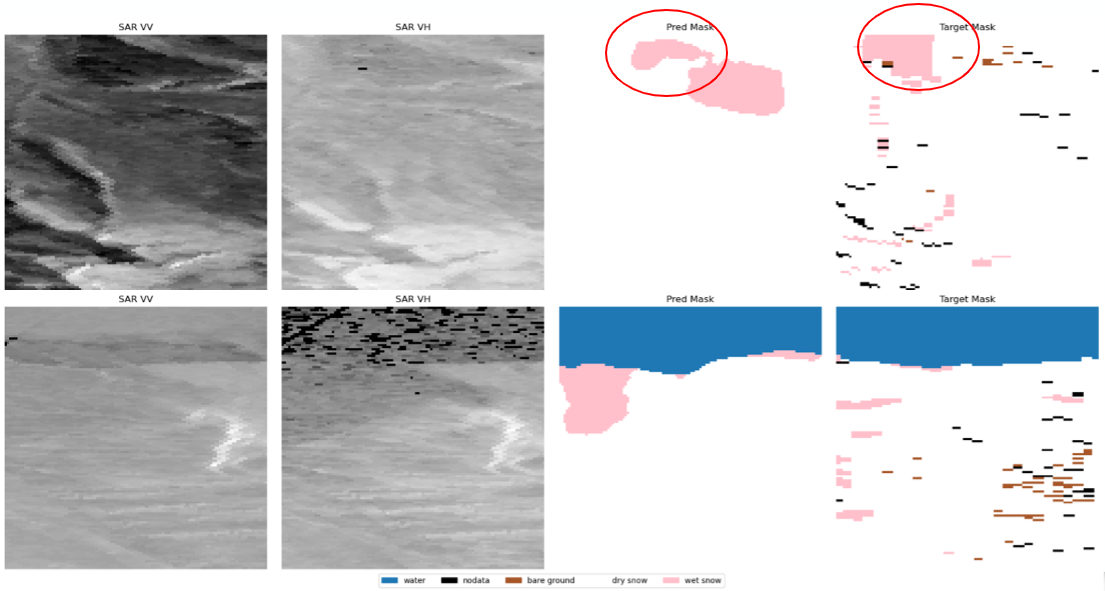 SAR VV
SAR VH
Pred Mask
Target Mask
SAR VV
SAR VH
Pred Mask
Target Mask
water
nodata
bare ground
dry snow
wet snow